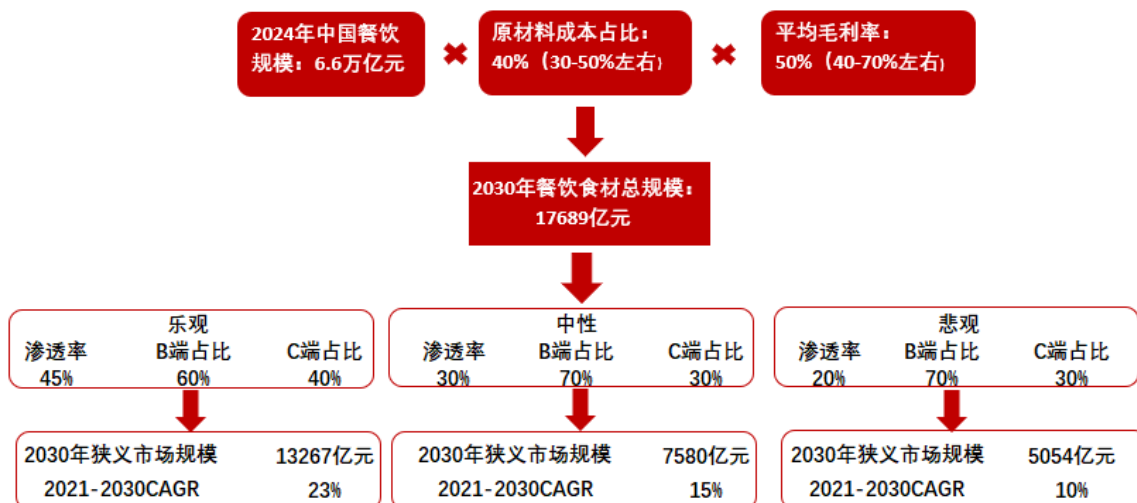 2024年中国餐饮
规模：6.6万亿元
原材料成本占比：
40%（30-50%左右）
平均毛利率：
50%（40-70%左右）
2030年餐饮食材总规模：
17689亿元
乐观
渗透率 B端占比 C端占比
45% 60% 40%
中性
渗透率 B端占比 C端占比
30% 70% 30%
悲观
渗透率 B端占比 C端占比
20% 70% 30%
2030年狭义市场规模 13267亿元
2021-2030CAGR 23%
2030年狭义市场规模 7580亿元
2021-2030CAGR 15%
2030年狭义市场规模 5054亿元
2021-2030CAGR 10%